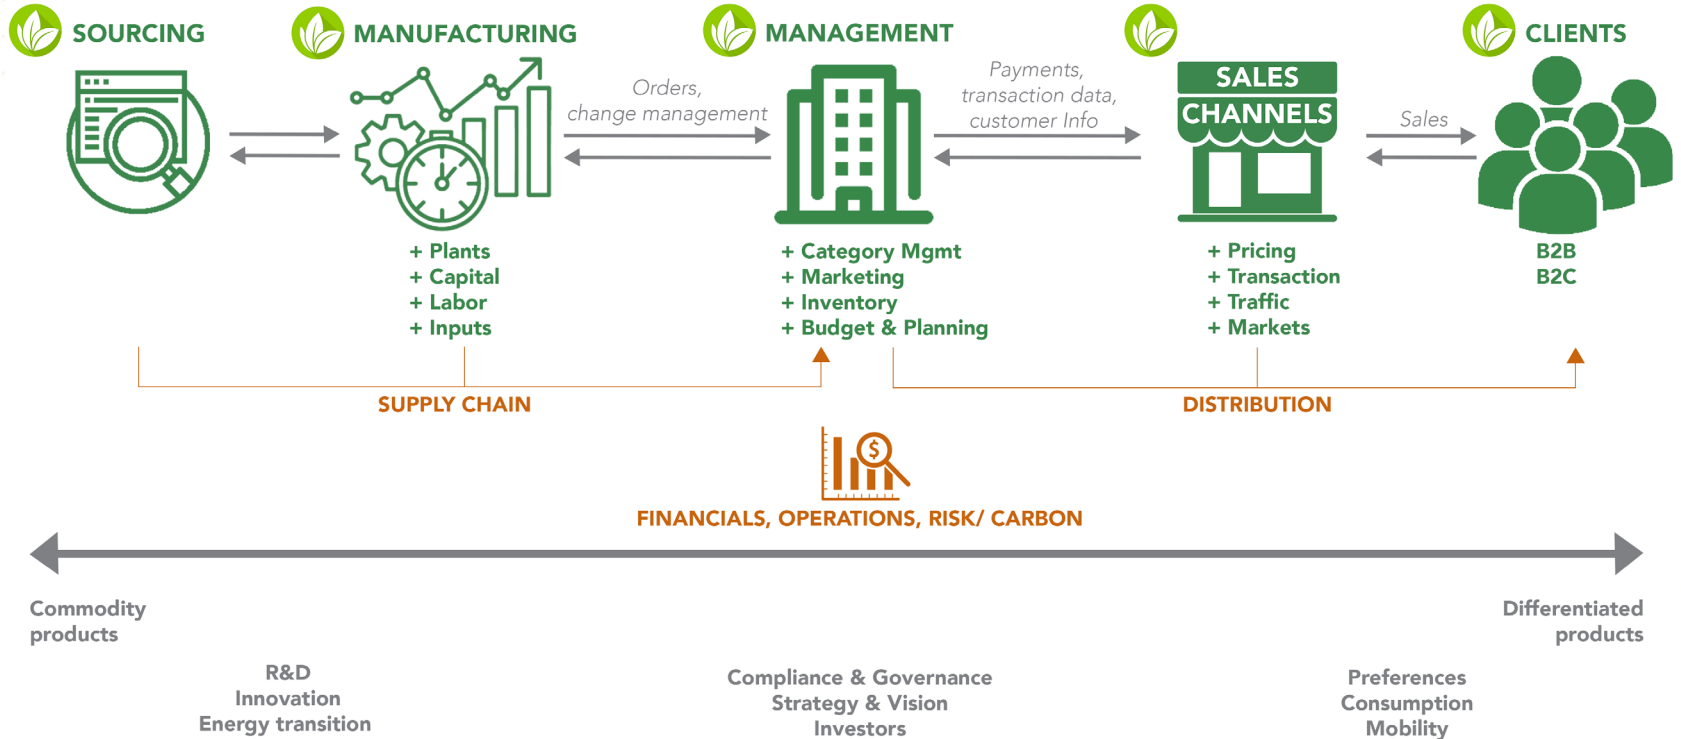 SOURCING
MANUFACTURING
MANAGEMENT
CLIENTS
Orders,
change management
Payments,
transaction data,
customer Info
SALES
CHANNELS
Sales
+ Plants
+ Capital
+ Labor
+ Inputs
+ Category Mgmt
+ Marketing
+ Inventory
+ Budget & Planning
+ Pricing
+ Transaction
+ Traffic
+ Markets
B2B
B2C
SUPPLY CHAIN
DISTRIBUTION
$
FINANCIALS, OPERATIONS, RISK/ CARBON
Commodity
products
Differentiated
products
R&D
Innovation
Energy transition
Compliance & Governance
Strategy & Vision
Investors
Preferences
Consumption
Mobility